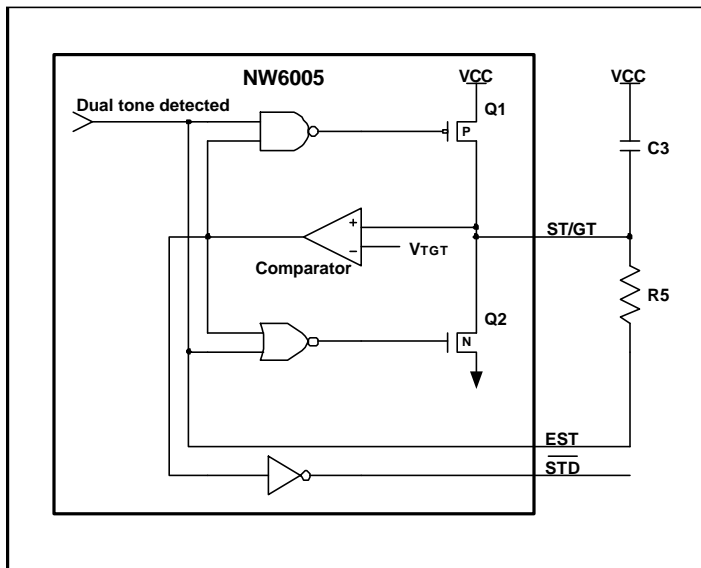 NW6005
VCC
VCC
Dual tone detected
Q1
P
C3
+
ST/GT
−
VTGT
Comparator
R5
Q2
N
EST
STD